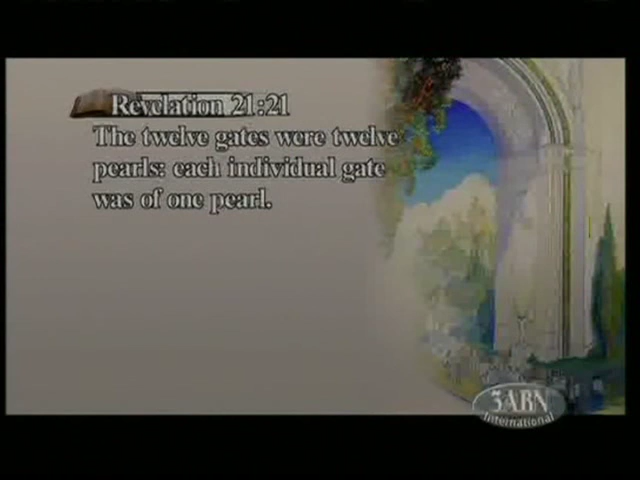 Revelation 21:21
The twelve gates were twelve
pearls: each individual gate
was of one pearl.
3ABN
International